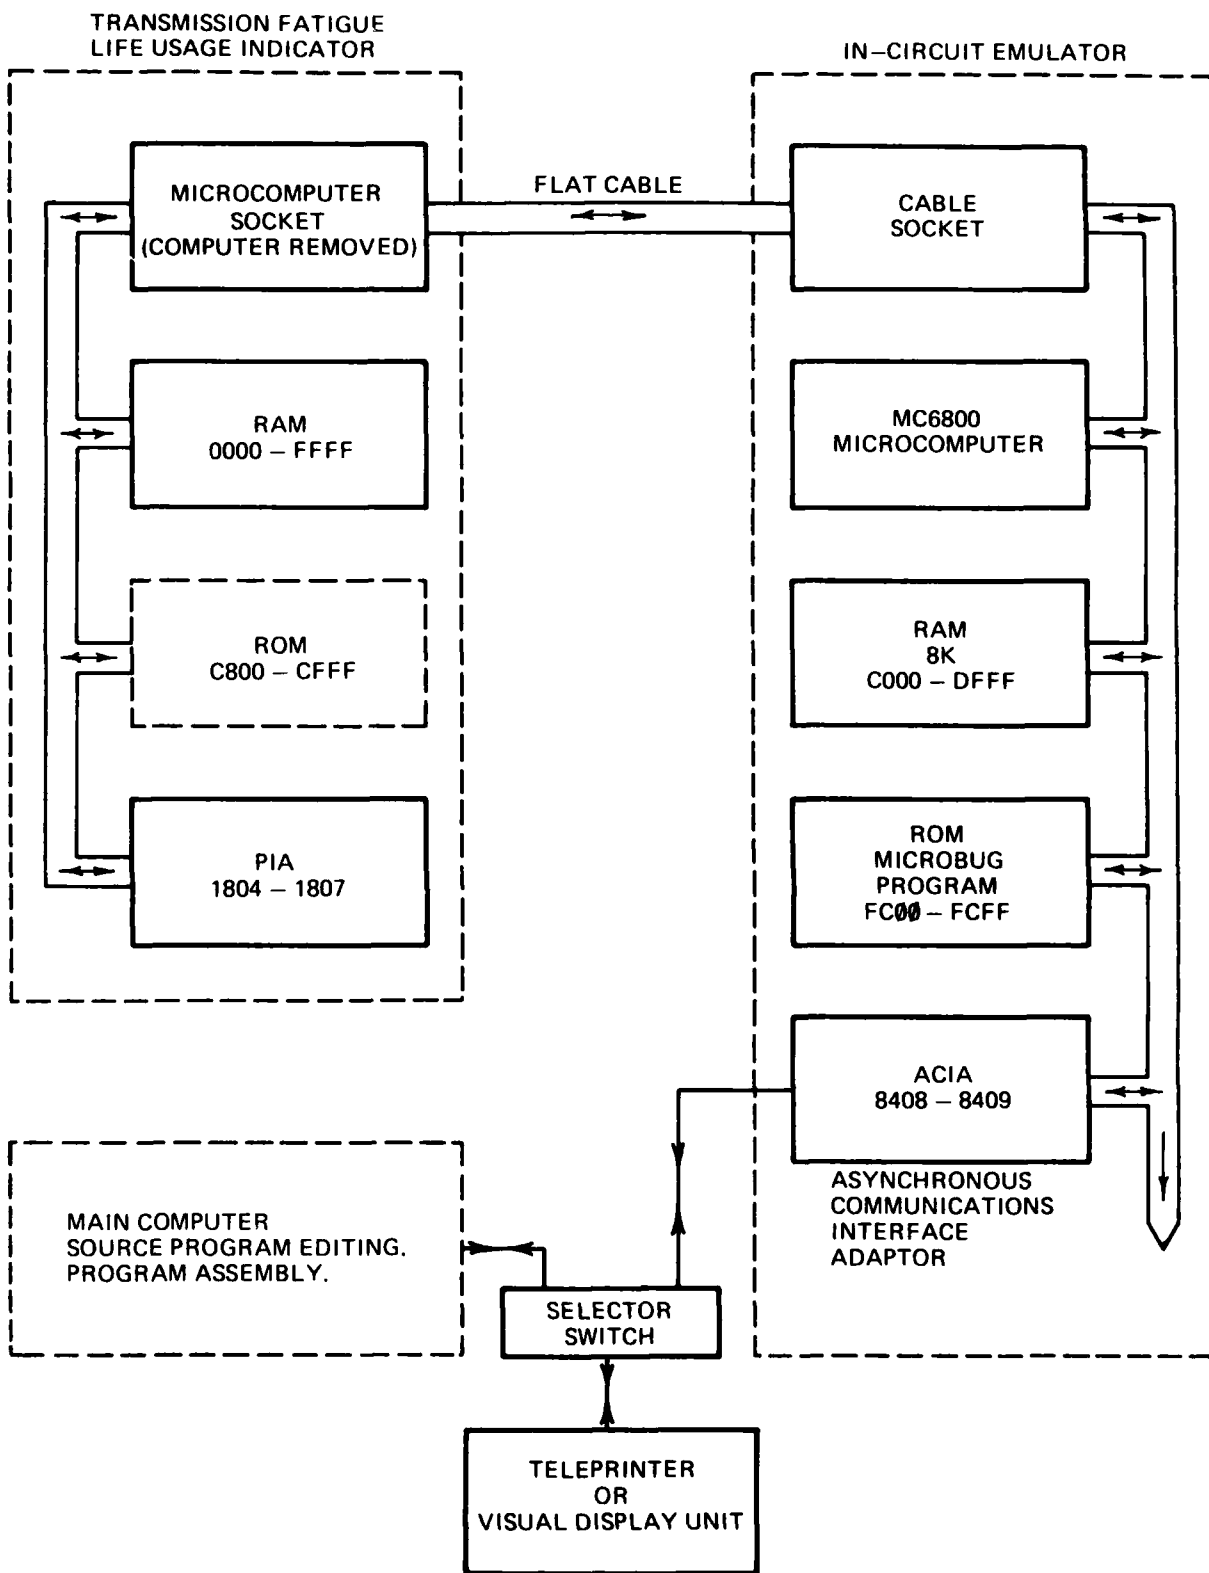 TRANSMISSION FATIGUE
LIFE USAGE INDICATOR
IN–CIRCUIT EMULATOR
MICROCOMPUTER
SOCKET
(COMPUTER REMOVED)
FLAT CABLE
CABLE
SOCKET
RAM
0000 – FFFF
MC6800
MICROCOMPUTER
ROM
C800 – CFFF
RAM
8K
C000 – DFFF
PIA
1804 – 1807
ROM
MICROBUG
PROGRAM
FC00 – FCFF
ACIA
8408 – 8409
ASYNCHRONOUS
COMMUNICATIONS
INTERFACE
ADAPTOR
MAIN COMPUTER
SOURCE PROGRAM EDITING.
PROGRAM ASSEMBLY.
SELECTOR
SWITCH
TELEPRINTER
OR
VISUAL DISPLAY UNIT